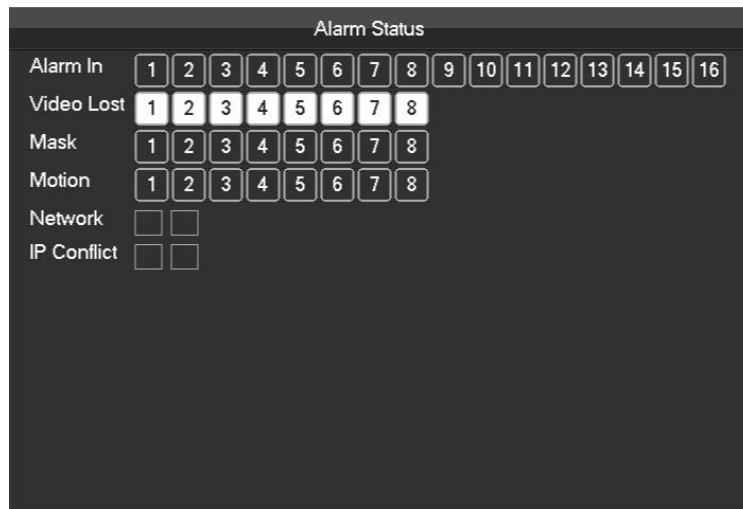 Alarm Status
Alarm In 1 2 3 4 5 6 7 8 9 10 11 12 13 14 15 16
Video Lost 1 2 3 4 5 6 7 8
Mask 1 2 3 4 5 6 7 8
Motion 1 2 3 4 5 6 7 8
Network
IP Conflict